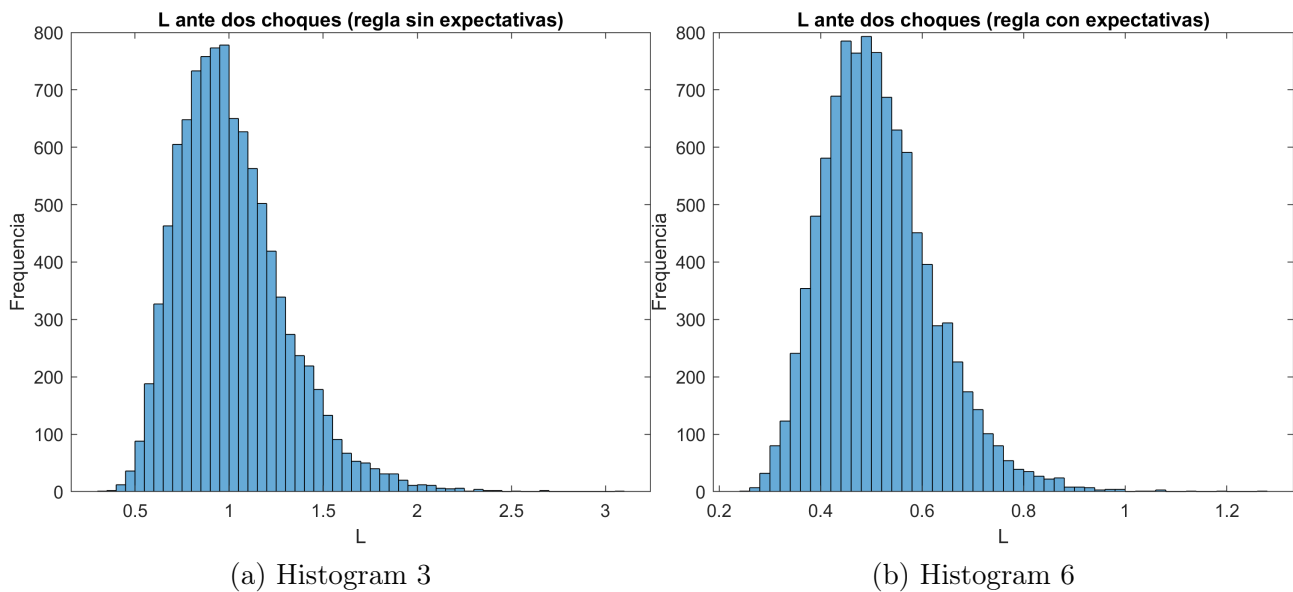 L ante dos choques (regla sin expectativas)
800
700
600
500
400
300
200
100
0
Frequencia
0.5 1 1.5 2 2.5 3
L
(a) Histogram 3
L ante dos choques (regla con expectativas)
800
700
600
500
400
300
200
100
0
Frequencia
0.2 0.4 0.6 0.8 1 1.2
L
(b) Histogram 6